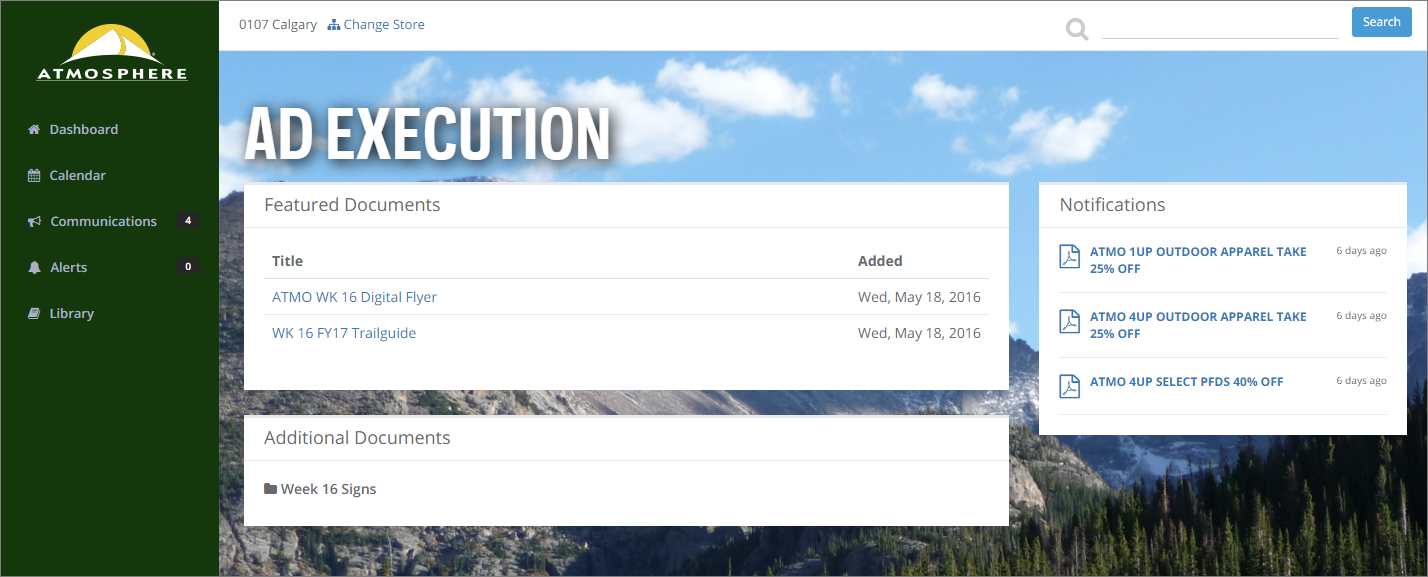 ATMOSPHERE
Dashboard
Calendar
Communications 4
Alerts 0
Library
0107 Calgary Change Store
Search
AD EXECUTION
Featured Documents
Title Added
ATMO WK 16 Digital Flyer Wed, May 18, 2016
WK 16 FY17 Trailguide Wed, May 18, 2016
Additional Documents
Week 16 Signs
Notifications
ATMO 1UP OUTDOOR APPAREL TAKE 6 days ago
25% OFF
ATMO 4UP OUTDOOR APPAREL TAKE 6 days ago
25% OFF
ATMO 4UP SELECT PFDS 40% OFF 6 days ago